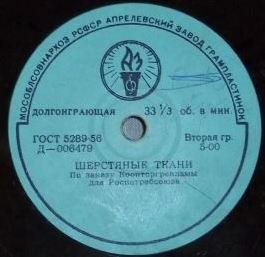 МОСОБЛСОВНАРХОЗ РСФСР АПРЕЛЕВСКИЙ ЗАВОД ГРАМПЛАСТИНОК
ДОЛГОИГРАЮЩАЯ 33 1/3 об. в мин.
ГОСТ 5289-56 Вторая гр.
Д—006479 5-00
ШЕРСТЯНЫЕ ТКАНИ
По заказу Коопторгрекламы
для Роспотребсоюза